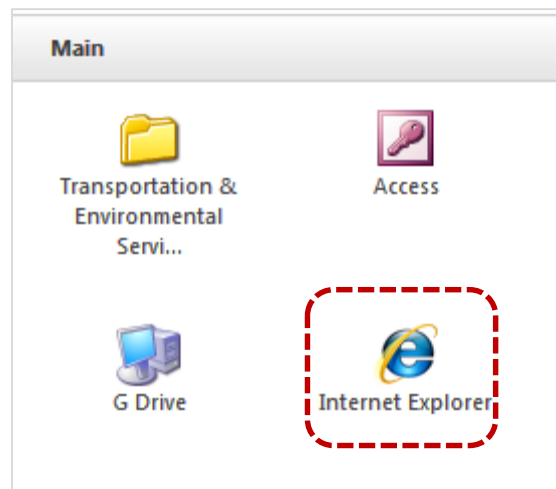 Main
Transportation &
Environmental
Servi...
Access
G Drive
Internet Explorer